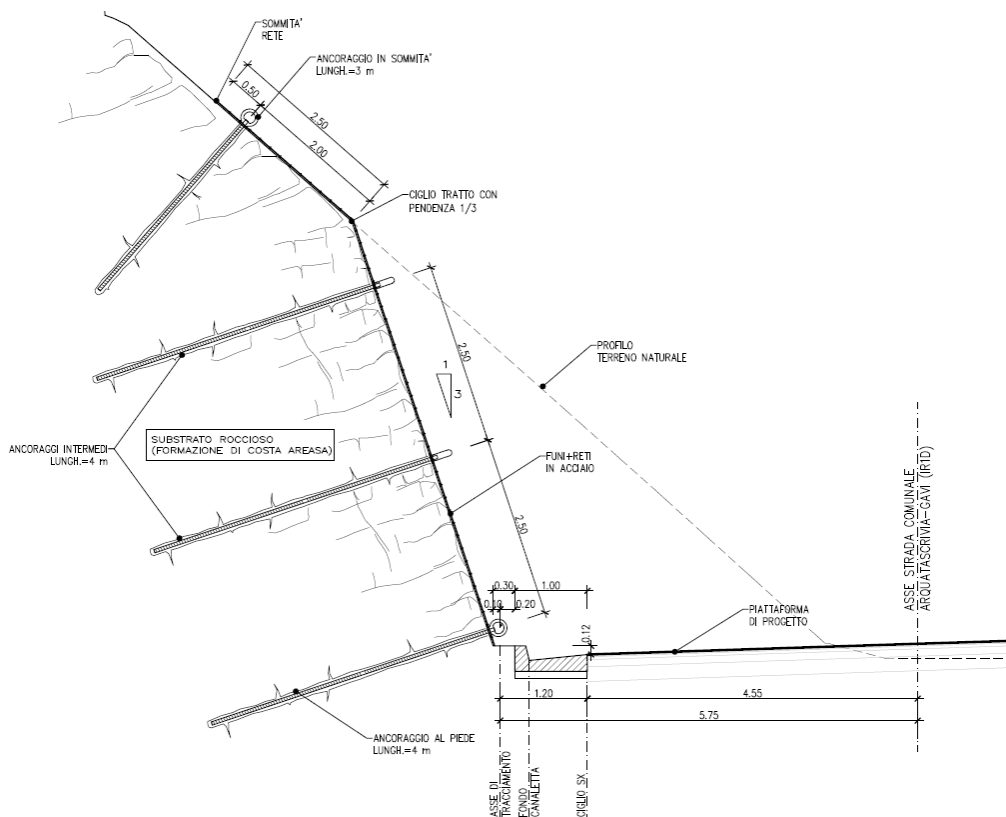 SOMMITA'
RETE
ANCORAGGIO IN SOMMITA'
LUNGH.=3 m
0.50
2.50
2.00
CIGLIO TRATTO CON
PENDENZA 1/3
2.50
1
3
PROFILO
TERRENO NATURALE
ANCORAGGI INTERMEDI
LUNGH.=4 m
SUBSTRATO ROCCIOSO
(FORMAZIONE DI COSTA AREASA)
FUNI+RETI
IN ACCIAIO
2.50
ASSE STRADA COMUNALE
ARQUATASCRIVIA-GAVI (IR1D)
0.30
1.00
0.10
0.20
0.12
PIATTAFORMA
DI PROGETTO
1.20
4.55
5.75
ANCORAGGIO AL PIEDE
LUNGH.=4 m
ASSE DI
TRACCIAMENTO
FONDO
CANALETTA
CIGLIO SX